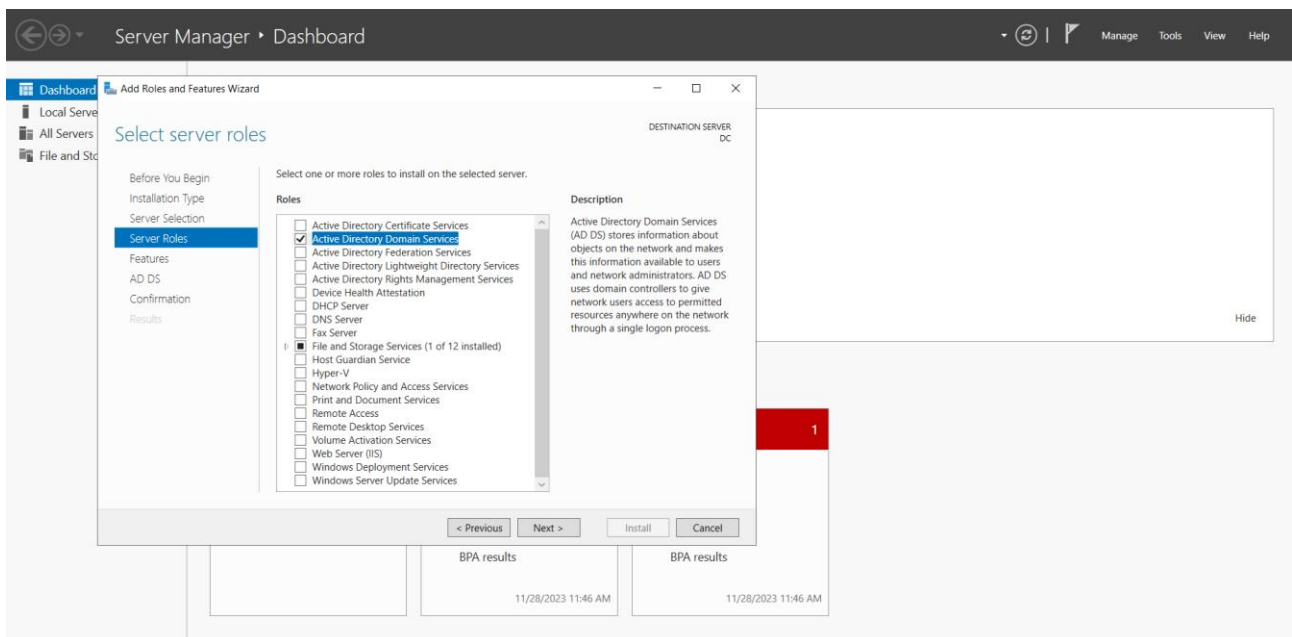 Server Manager ‣ Dashboard
Manage Tools View Help
Dashboard
Local Serve
All Servers
File and Sto
Add Roles and Features Wizard
Select server roles
DESTINATION SERVER
DC
Before You Begin
Installation Type
Server Selection
Server Roles
Features
AD DS
Confirmation
Results
Select one or more roles to install on the selected server.
Roles
Active Directory Certificate Services
Active Directory Domain Services
Active Directory Federation Services
Active Directory Lightweight Directory Services
Active Directory Rights Management Services
Device Health Attestation
DHCP Server
DNS Server
Fax Server
File and Storage Services (1 of 12 installed)
Host Guardian Service
Hyper-V
Network Policy and Access Services
Print and Document Services
Remote Access
Remote Desktop Services
Volume Activation Services
Web Server (IIS)
Windows Deployment Services
Windows Server Update Services
Description
Active Directory Domain Services
(AD DS) stores information about
objects on the network and makes
this information available to users
and network administrators. AD DS
uses domain controllers to give
network users access to permitted
resources anywhere on the network
through a single logon process.
< Previous
Next >
Install
Cancel
Hide
1
BPA results
11/28/2023 11:46 AM
BPA results
11/28/2023 11:46 AM